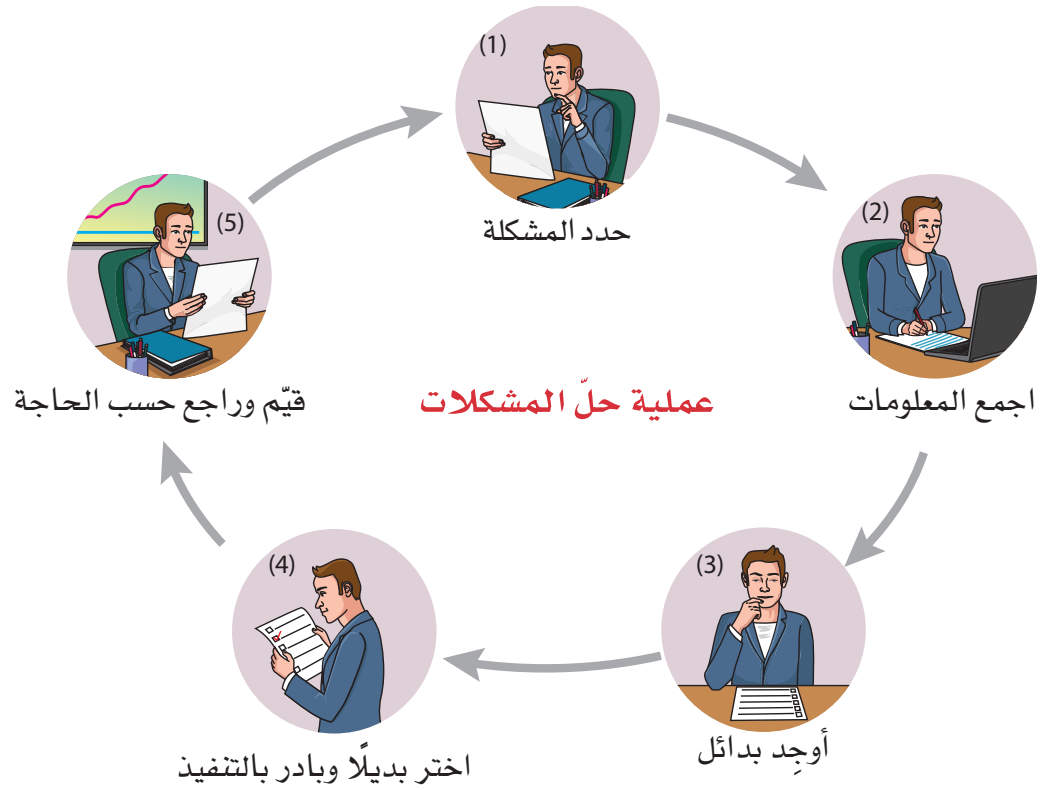 (1)
حدد المشكلة
(2)
اجمع المعلومات
(3)
أوجِد بدائل
(4)
اختر بديلًا وبادر بالتنفيذ
(5)
قيّم وراجع حسب الحاجة
عملية حلّ المشكلات